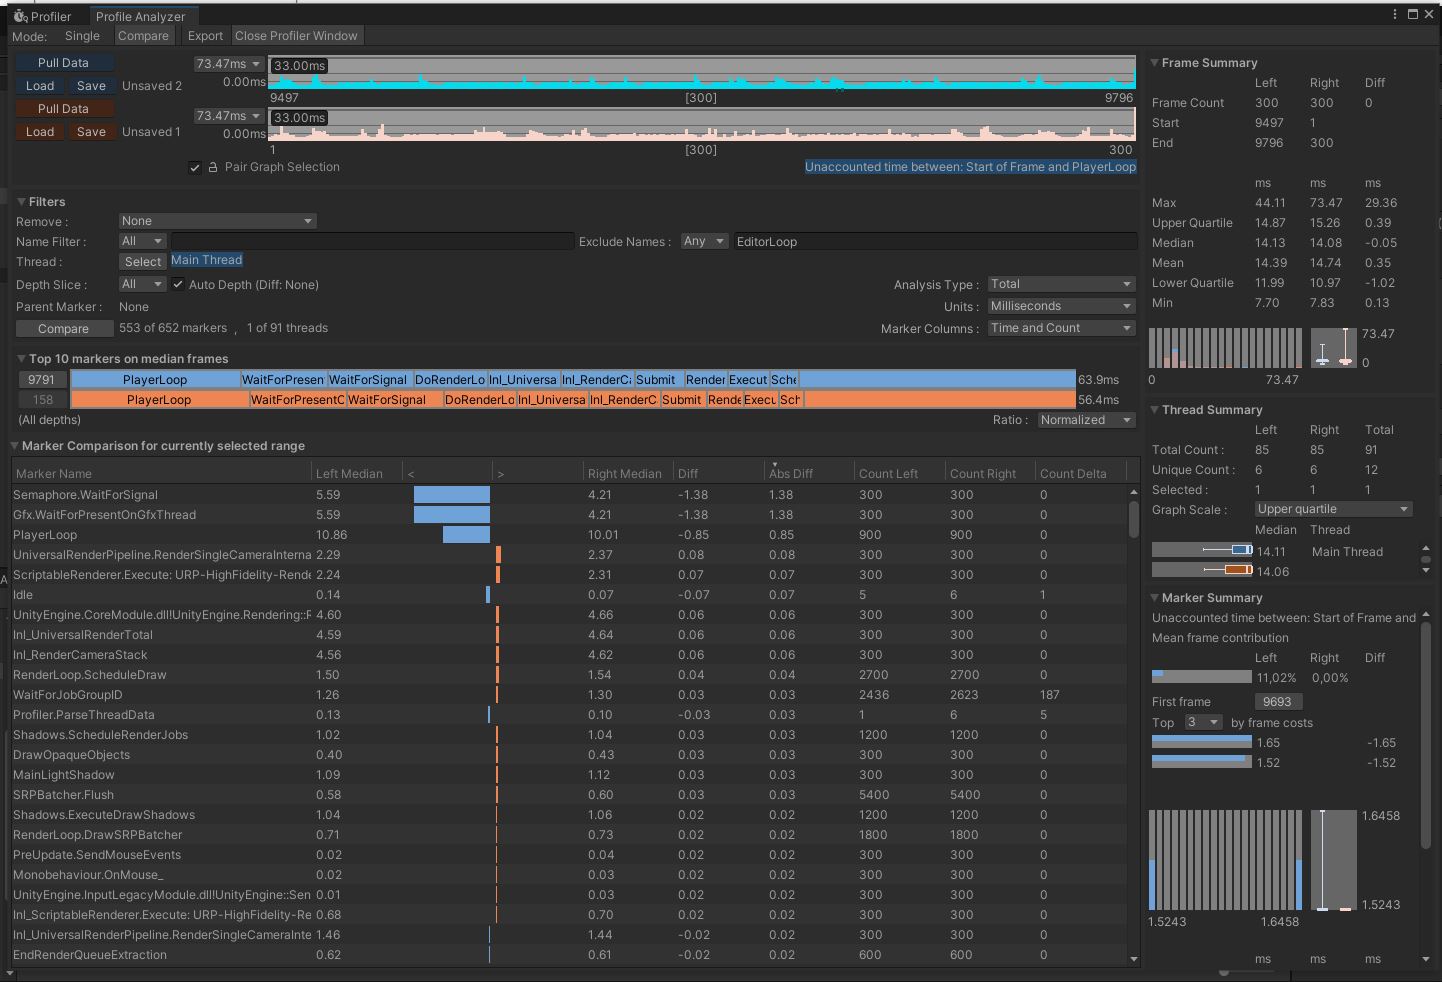 Profiler Profile Analyzer
Mode: Single Compare Export Close Profiler Window
Pull Data 73.47ms 33.00ms
Load Save Unsaved 2 0.00ms
9497 [300] 9796
Pull Data 73.47ms 33.00ms
Load Save Unsaved 1 0.00ms
1 [300] 300
Pair Graph Selection Unaccounted time between: Start of Frame and PlayerLoop
Filters
Remove : None
Name Filter : All Exclude Names : Any EditorLoop
Thread : Select Main Thread
Depth Slice : All Auto Depth (Diff: None) Analysis Type : Total
Parent Marker : None Units : Milliseconds
Compare 553 of 652 markers , 1 of 91 threads Marker Columns : Time and Count
Top 10 markers on median frames
9791 PlayerLoop WaitForPresen WaitForSignal DoRenderLo Inl_Universa Inl_RenderCa Submit Render Execut Sche 63.9ms
158 PlayerLoop WaitForPresentC WaitForSignal DoRenderLo Inl_Universa Inl_RenderC Submit Rende Execu Sch 56.4ms
(All depths) Ratio : Normalized
Marker Comparison for currently selected range
Marker Name Left Median < > Right Median Diff Abs Diff Count Left Count Right Count Delta
Semaphore.WaitForSignal 5.59 4.21 -1.38 1.38 300 300 0
Gfx.WaitForPresentOnGfxThread 5.59 4.21 -1.38 1.38 300 300 0
PlayerLoop 10.86 10.01 -0.85 0.85 900 900 0
UniversalRenderPipeline.RenderSingleCameraInterna 2.29 2.37 0.08 0.08 300 300 0
ScriptableRenderer.Execute: URP-HighFidelity-Rende 2.24 2.31 0.07 0.07 300 300 0
Idle 0.14 0.07 -0.07 0.07 5 6 1
UnityEngine.CoreModule.dll!UnityEngine.Rendering::F 4.60 4.66 0.06 0.06 300 300 0
Inl_UniversalRenderTotal 4.59 4.64 0.06 0.06 300 300 0
Inl_RenderCameraStack 4.56 4.62 0.06 0.06 300 300 0
RenderLoop.ScheduleDraw 1.50 1.54 0.04 0.04 2700 2700 0
WaitForJobGroupID 1.26 1.30 0.03 0.03 2436 2623 187
Profiler.ParseThreadData 0.13 0.10 -0.03 0.03 1 6 5
Shadows.ScheduleRenderJobs 1.02 1.04 0.03 0.03 1200 1200 0
DrawOpaqueObjects 0.40 0.43 0.03 0.03 300 300 0
MainLightShadow 1.09 1.12 0.03 0.03 300 300 0
SRPBatcher.Flush 0.58 0.60 0.03 0.03 5400 5400 0
Shadows.ExecuteDrawShadows 1.04 1.06 0.02 0.02 1200 1200 0
RenderLoop.DrawSRPBatcher 0.71 0.73 0.02 0.02 1800 1800 0
PreUpdate.SendMouseEvents 0.02 0.04 0.02 0.02 300 300 0
Monobehaviour.OnMouse_ 0.02 0.03 0.02 0.02 300 300 0
UnityEngine.InputLegacyModule.dll!UnityEngine::Sen 0.01 0.03 0.02 0.02 300 300 0
Inl_ScriptableRenderer.Execute: URP-HighFidelity-Re 0.68 0.70 0.02 0.02 300 300 0
Inl_UniversalRenderPipeline.RenderSingleCameraInte 1.46 1.44 -0.02 0.02 300 300 0
EndRenderQueueExtraction 0.62 0.61 -0.02 0.02 600 600 0
Frame Summary
Left Right Diff
Frame Count 300 300 0
Start 9497 1
End 9796 300
ms ms ms
Max 44.11 73.47 29.36
Upper Quartile 14.87 15.26 0.39
Median 14.13 14.08 -0.05
Mean 14.39 14.74 0.35
Lower Quartile 11.99 10.97 -1.02
Min 7.70 7.83 0.13
73.47
0
0 73.47
Thread Summary
Left Right Total
Total Count : 85 85 91
Unique Count : 6 6 12
Selected : 1 1 1
Graph Scale : Upper quartile
Median Thread
14.11 Main Thread
14.06
Marker Summary
Unaccounted time between: Start of Frame and
Mean frame contribution
Left Right Diff
11,02% 0,00%
First frame 9693
Top 3 by frame costs
1.65 -1.65
1.52 -1.52
1.6458
1.5243
1.5243 1.6458
ms ms ms